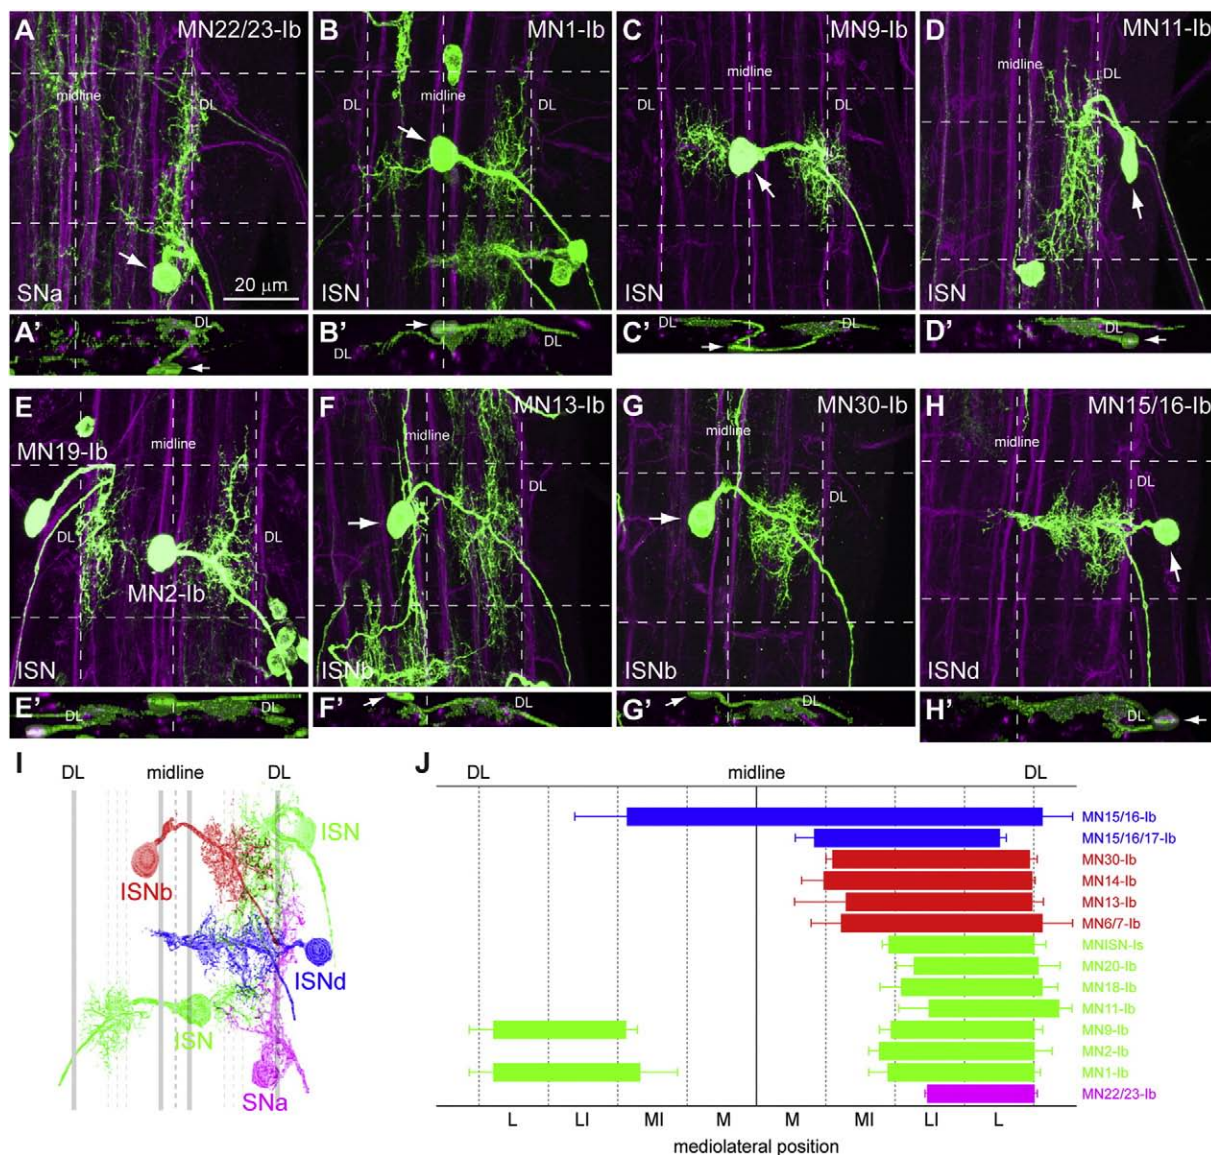 A MN22/23-Ib
midline
DL
SNa
20 μm
B MN1-Ib
DL midline DL
ISN
C MN9-Ib
DL midline DL
ISN
D MN11-Ib
midline
DL
ISN
A'
DL
B'
DL
DL
C'
DL
DL
D'
DL
E
midline
MN19-Ib
DL
DL
MN2-Ib
ISN
F MN13-Ib
midline
DL
ISNb
G MN30-Ib
midline
DL
ISNb
H MN15/16-Ib
midline
DL
ISNd
E'
DL
DL
F'
DL
G'
DL
H'
DL
I
DL midline DL
ISN
ISNb
ISNd
ISN
SNa
J
DL midline DL
MN15/16-Ib
MN15/16/17-Ib
MN30-Ib
MN14-Ib
MN13-Ib
MN6/7-Ib
MNISN-Is
MN20-Ib
MN18-Ib
MN11-Ib
MN9-Ib
MN2-Ib
MN1-Ib
MN22/23-Ib
L LI MI M M MI LI L
mediolateral position